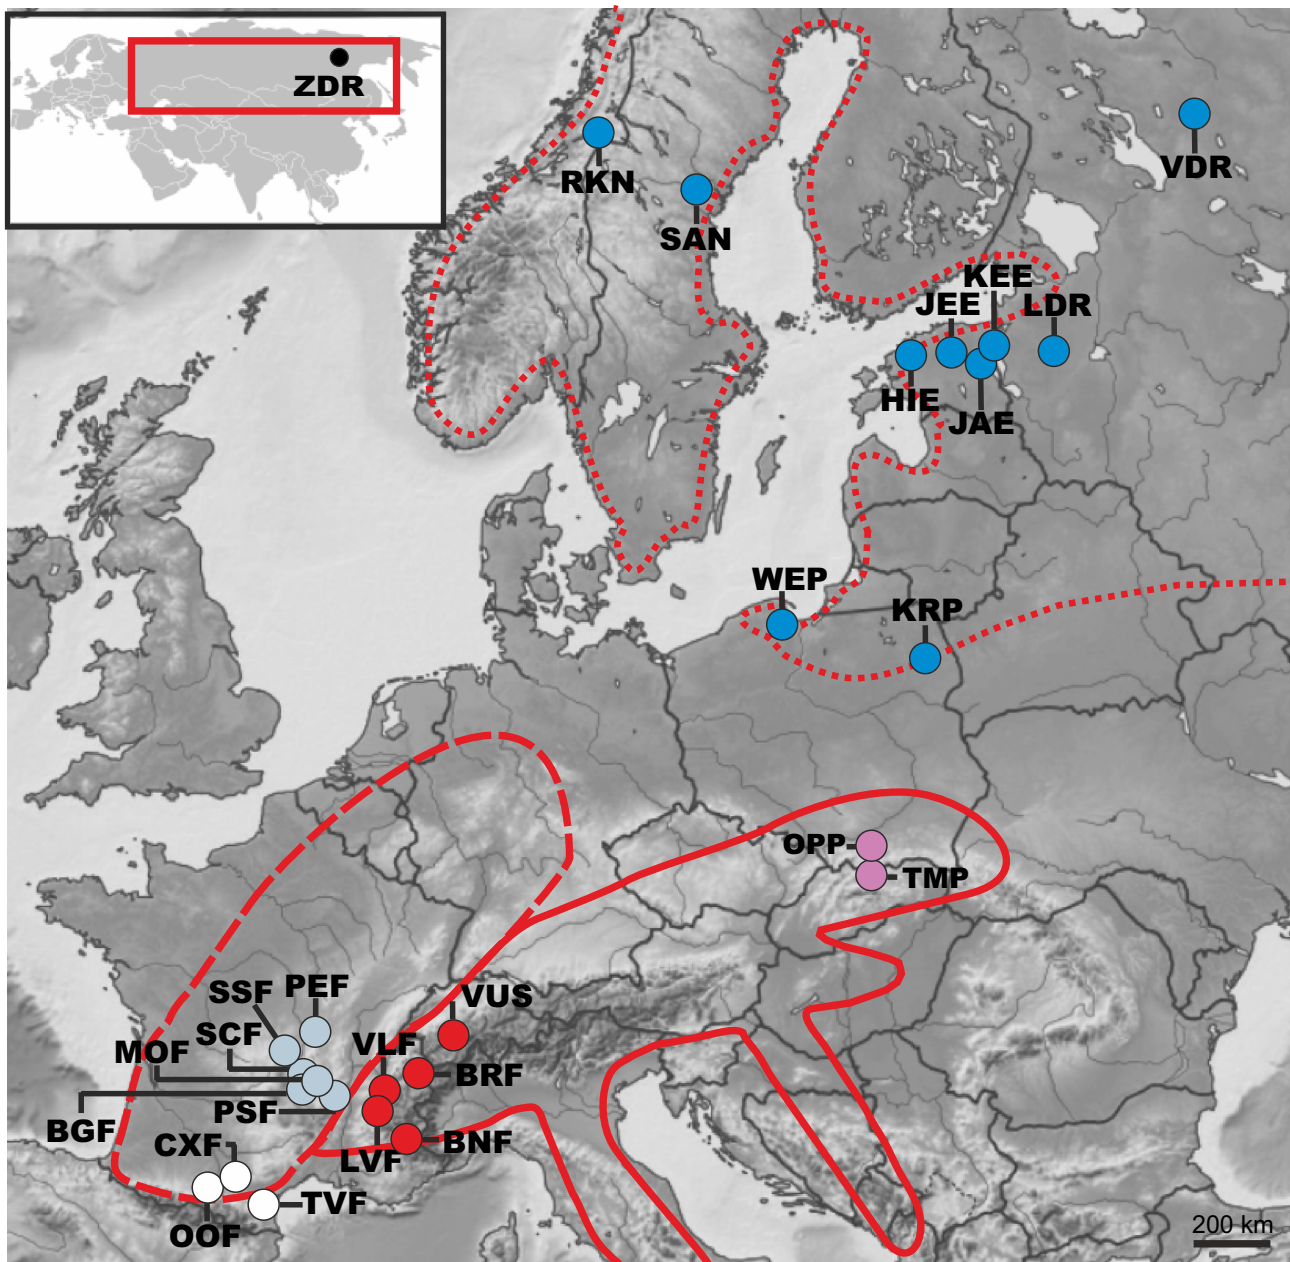 ZDR
RKN
VDR
SAN
KEE
JEE
LDR
HIE
JAE
WEP
KRP
OPP
TMP
PEF
SSF
VUS
SCF
VLF
MOF
BRF
PSF
BGF
CXF
BNF
LVF
TVF
OOF
200 km